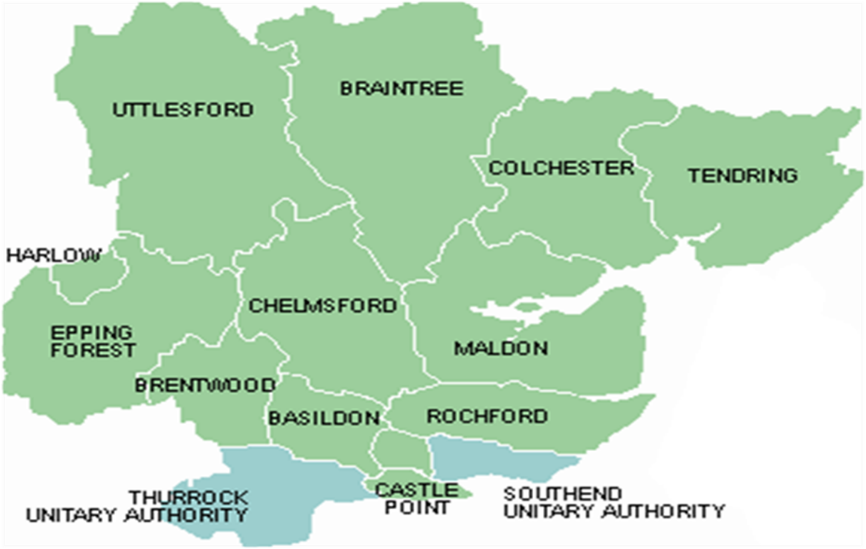 BRAINTREE
UTTLESFORD
COLCHESTER
TENDRING
HARLOW
CHELMSFORD
EPPING
FOREST
MALDON
BRENTWOOD
BASILDON
ROCHFORD
CASTLE
POINT
THURROCK
UNITARY AUTHORITY
SOUTHEND
UNITARY AUTHORITY